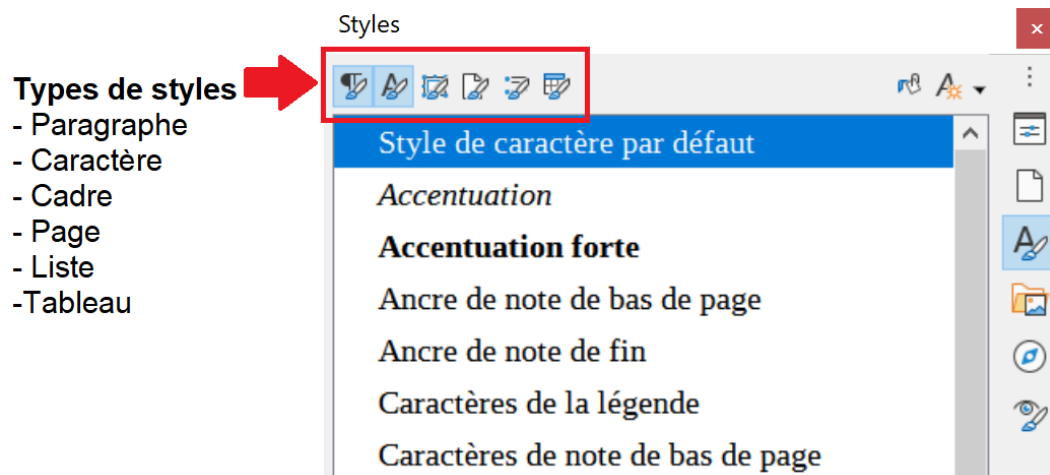 Styles
Types de styles
- Paragraphe
- Caractère
- Cadre
- Page
- Liste
-Tableau
Style de caractère par défaut
Accentuation
Accentuation forte
Ancre de note de bas de page
Ancre de note de fin
Caractères de la légende
Caractères de note de bas de page